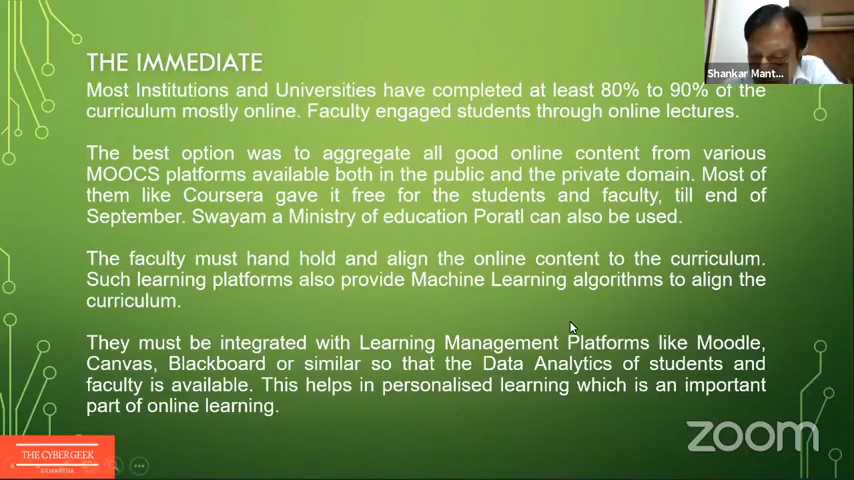 Shankar Mant...
THE IMMEDIATE
Most Institutions and Universities have completed at least 80% to 90% of the
curriculum mostly online. Faculty engaged students through online lectures.
The best option was to aggregate all good online content from various
MOOCS platforms available both in the public and the private domain. Most of
them like Coursera gave it free for the students and faculty, till end of
September. Swayam a Ministry of education Poratl can also be used.
The faculty must hand hold and align the online content to the curriculum.
Such learning platforms also provide Machine Learning algorithms to align the
curriculum.
They must be integrated with Learning Management Platforms like Moodle,
Canvas, Blackboard or similar so that the Data Analytics of students and
faculty is available. This helps in personalised learning which is an important
part of online learning.
zoom
THE CYBERGEEK